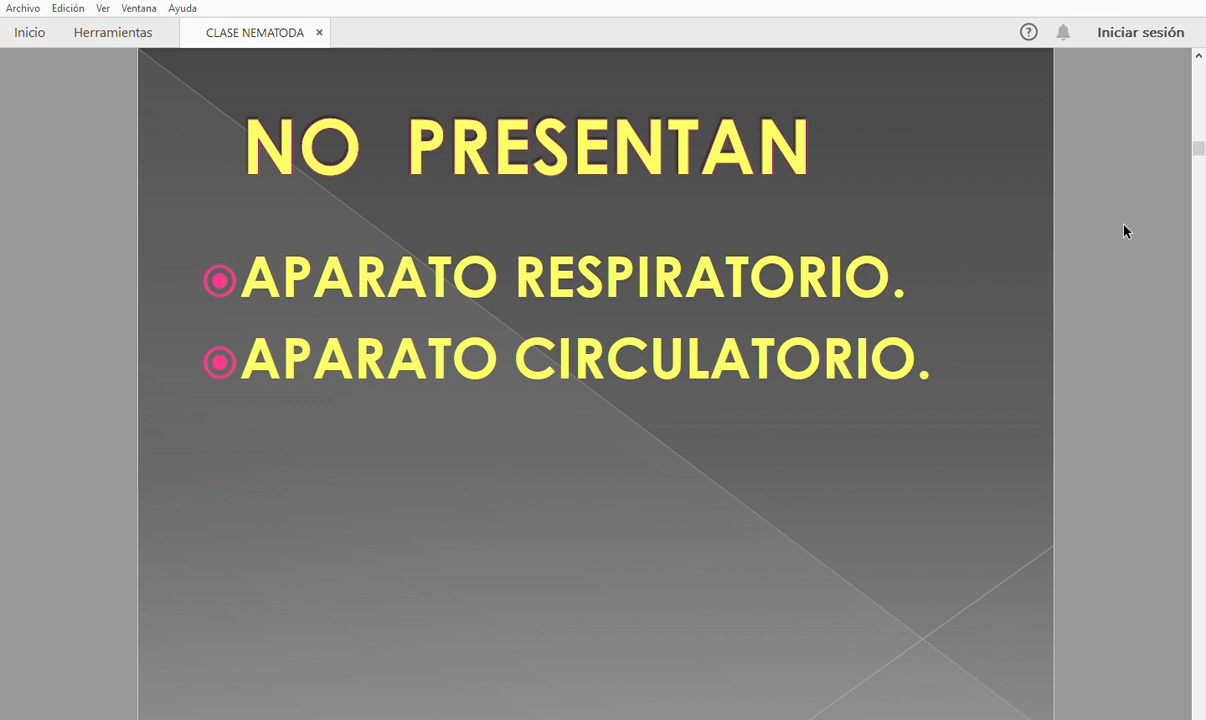 Archivo Edición Ver Ventana Ayuda
Inicio Herramientas CLASE NEMATODA × ? Iniciar sesión
NO PRESENTAN
APARATO RESPIRATORIO.
APARATO CIRCULATORIO.